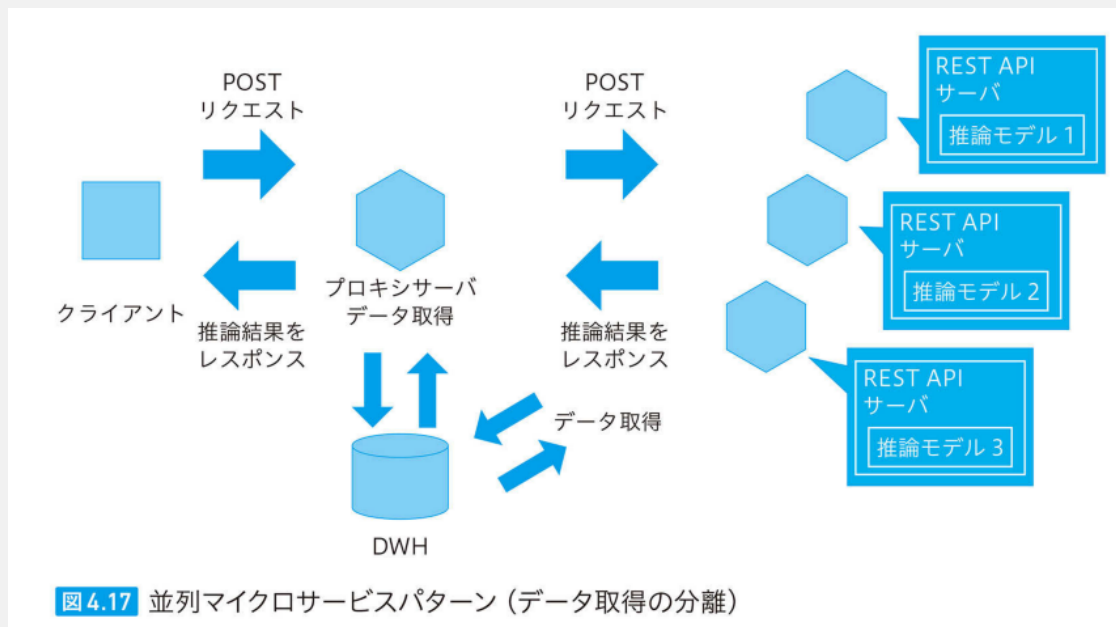 POST
リクエスト
POST
リクエスト
REST API
サーバ
推論モデル 1
REST API
サーバ
推論モデル 2
クライアント
プロキシサーバ
データ取得
推論結果を
レスポンス
推論結果を
レスポンス
REST API
サーバ
推論モデル 3
データ取得
DWH
図4.17 並列マイクロサービスパターン（データ取得の分離）